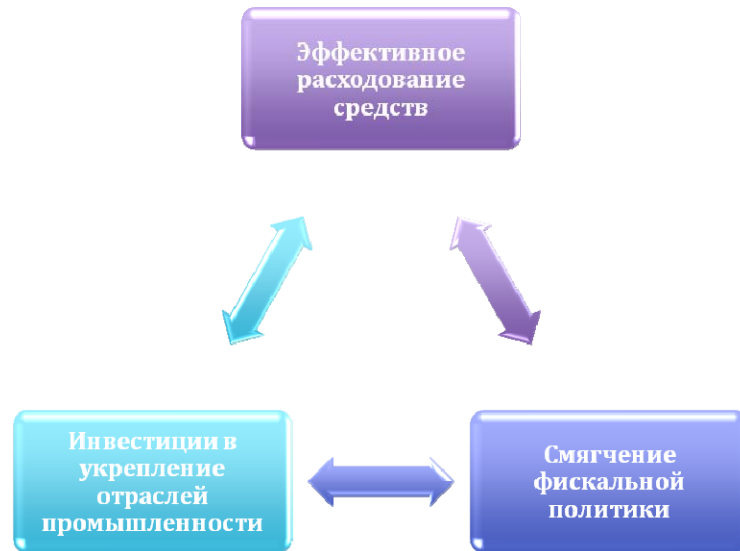 Эффективное
расходование
средств
Инвестиции в
укрепление
отраслей
промышленности
Смягчение
фискальной
политики